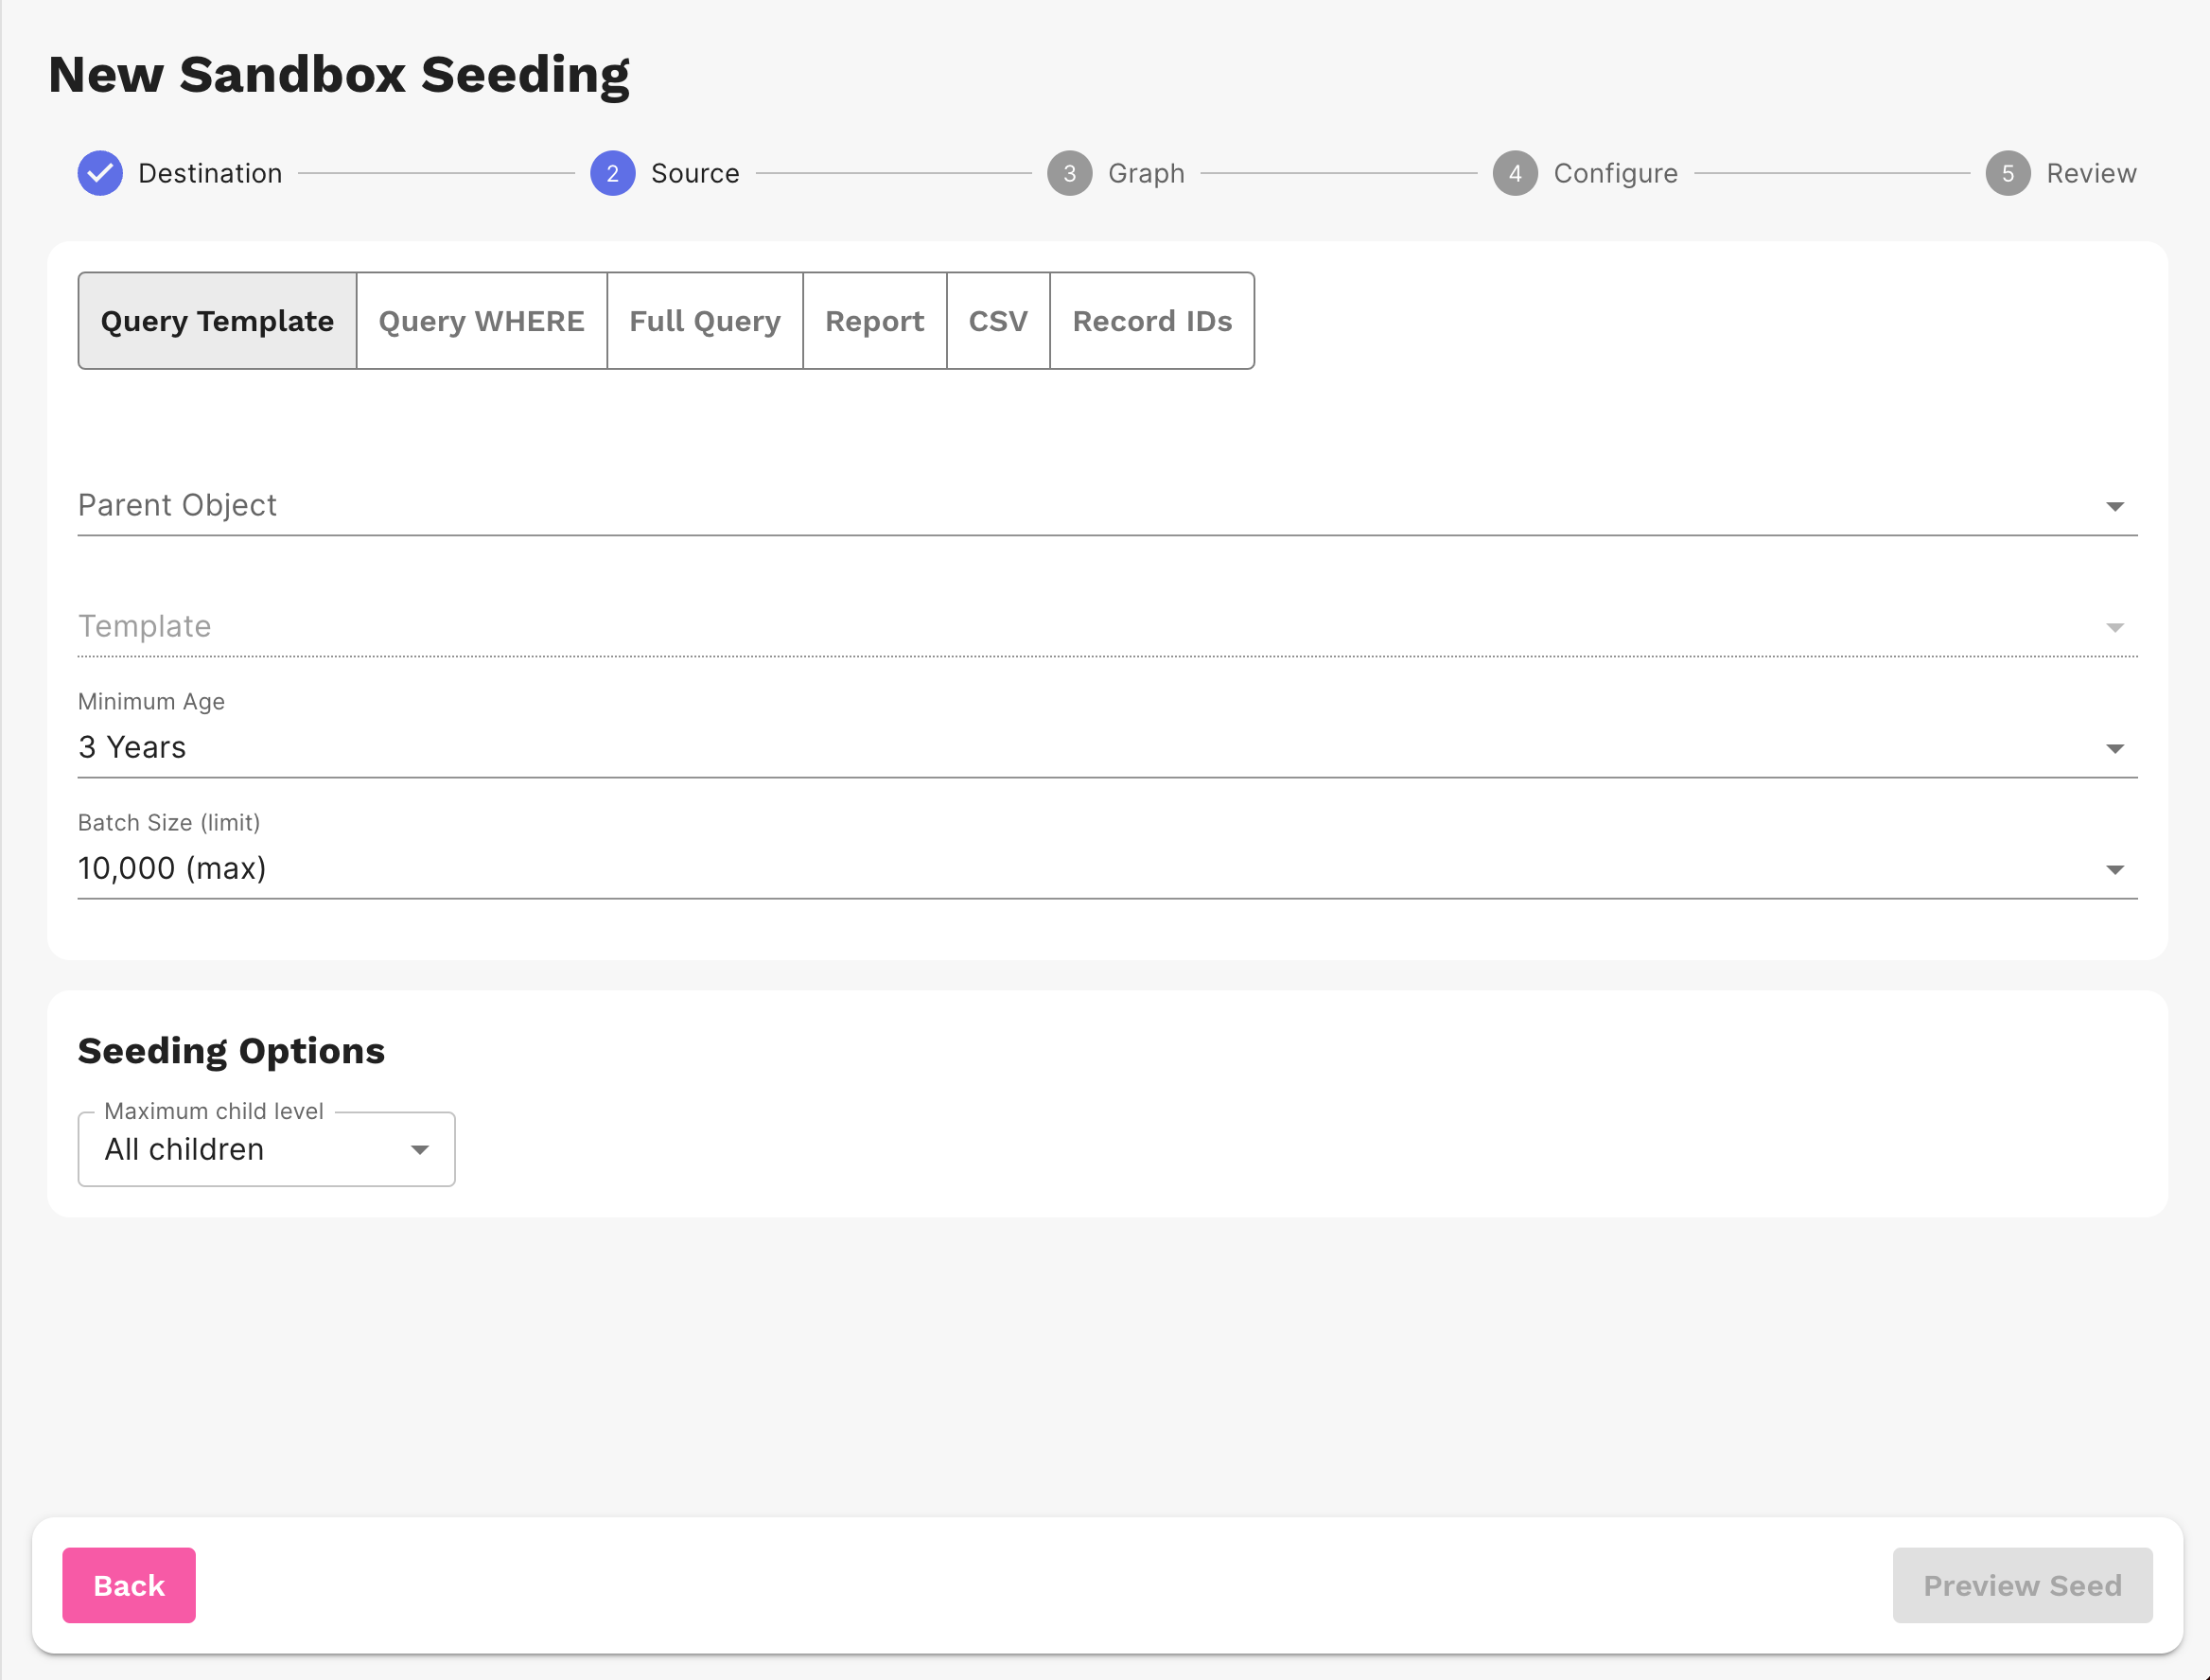 New Sandbox Seeding
Destination 2 Source 3 Graph 4 Configure 5 Review
Query Template Query WHERE Full Query Report CSV Record IDs
Parent Object
Template
Minimum Age
3 Years
Batch Size (limit)
10,000 (max)
Seeding Options
Maximum child level
All children
Back Preview Seed